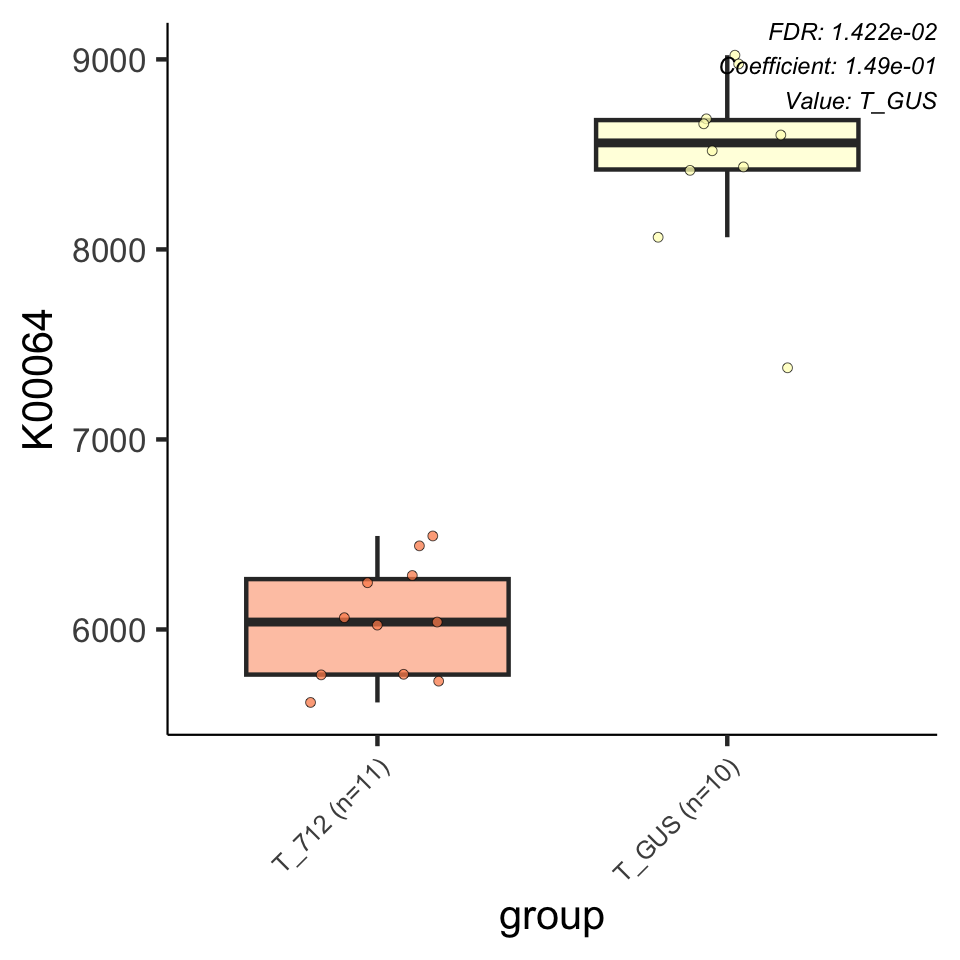 FDR: 1.422e-02
Coefficient: 1.49e-01
Value: T_GUS
9000
8000
7000
6000
K00064
T_712 (n=11)
T_GUS (n=10)
group